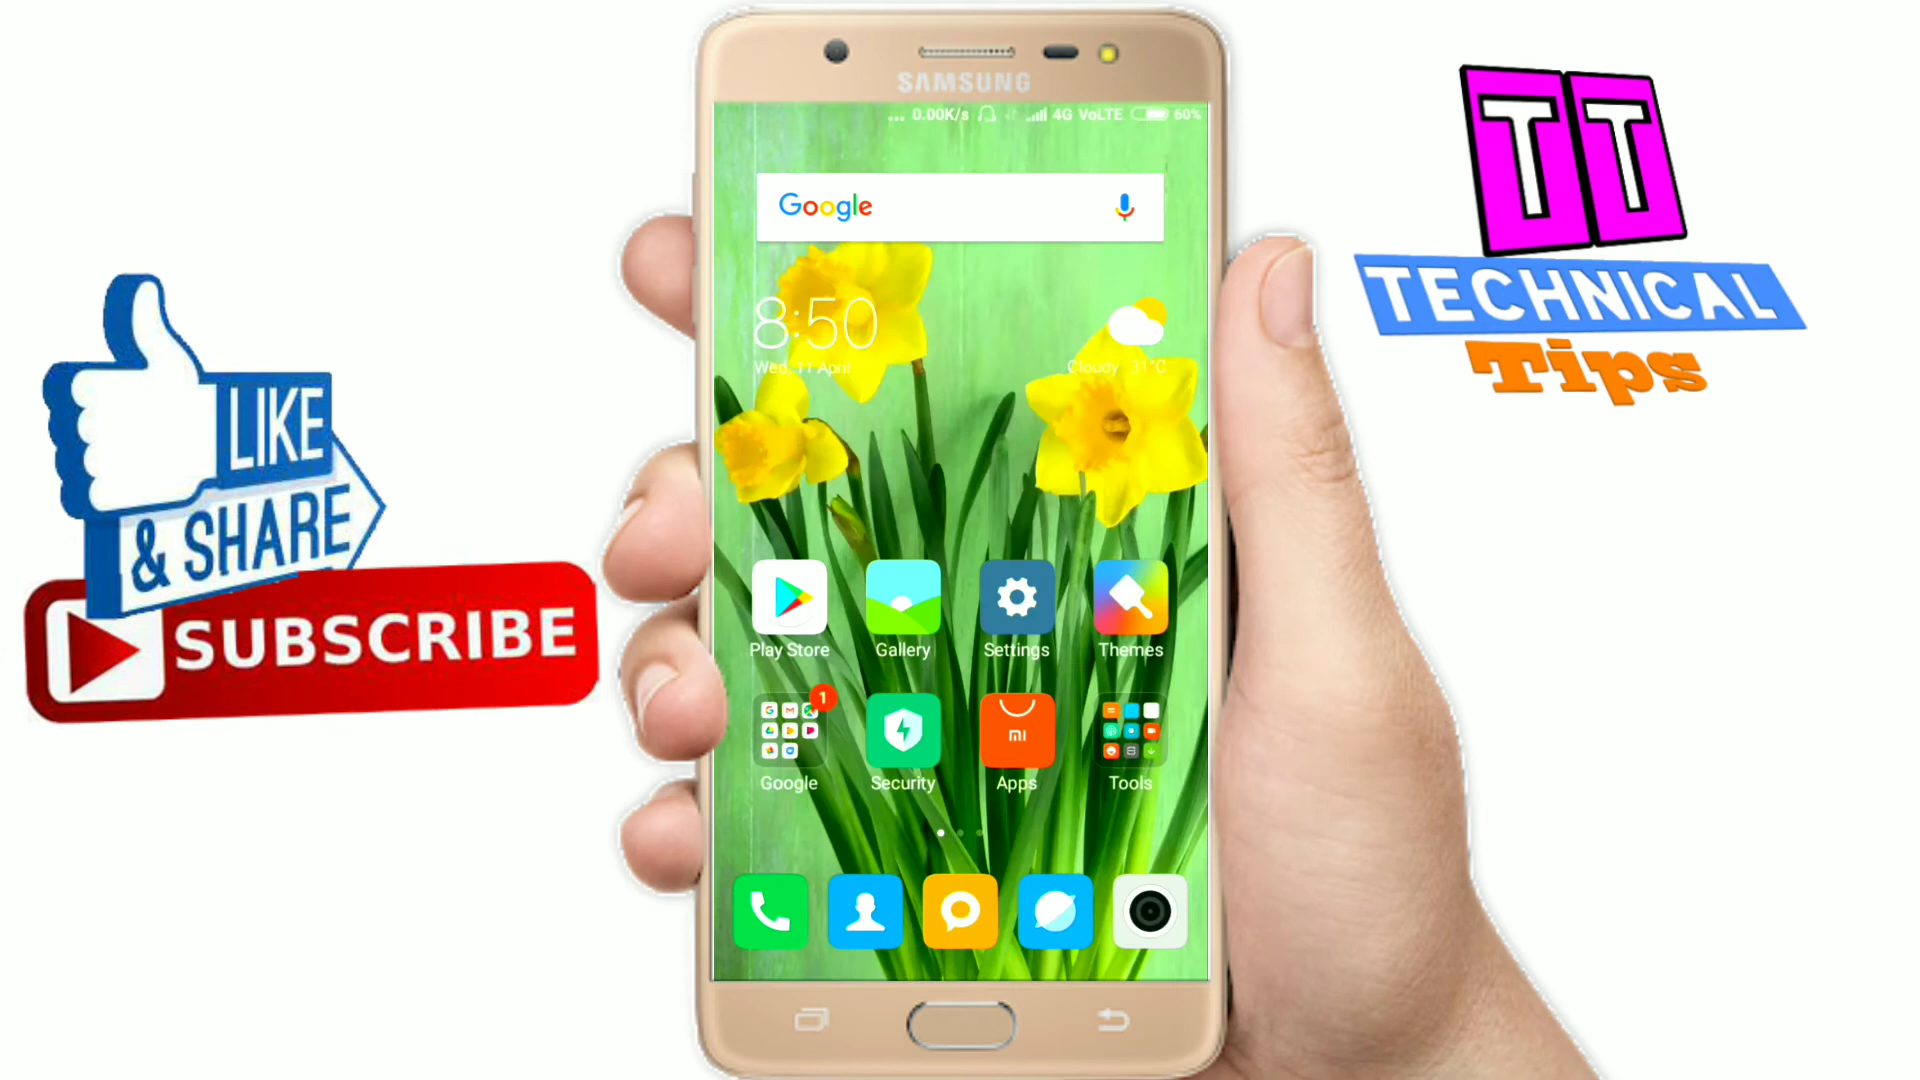 SAMSUNG
... 0.00K/s 4G VoLTE 60%
Google
8:50
Wed, 11 April
Cloudy 31°C
Play Store
Gallery
Settings
Themes
1
Google
Security
mi
Apps
Tools
LIKE
& SHARE
SUBSCRIBE
TT
TECHNICAL
Tips